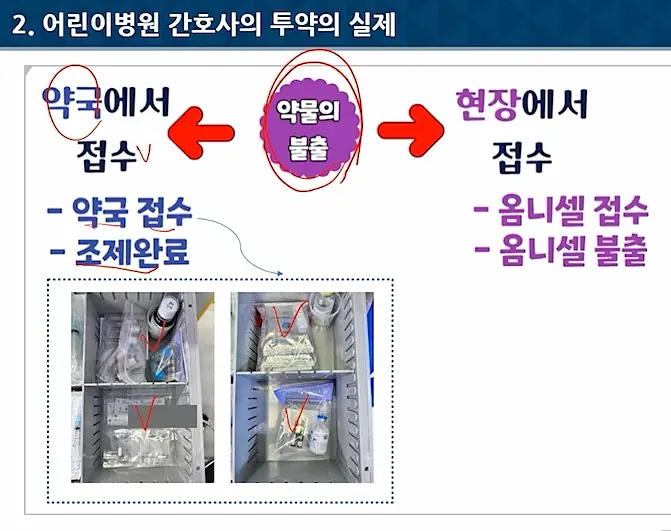 2. 어린이병원 간호사의 투약의 실제
약국에서
접수
- 약국 접수
- 조제완료
약물의
불출
현장에서
접수
- 옴니셀 접수
- 옴니셀 불출